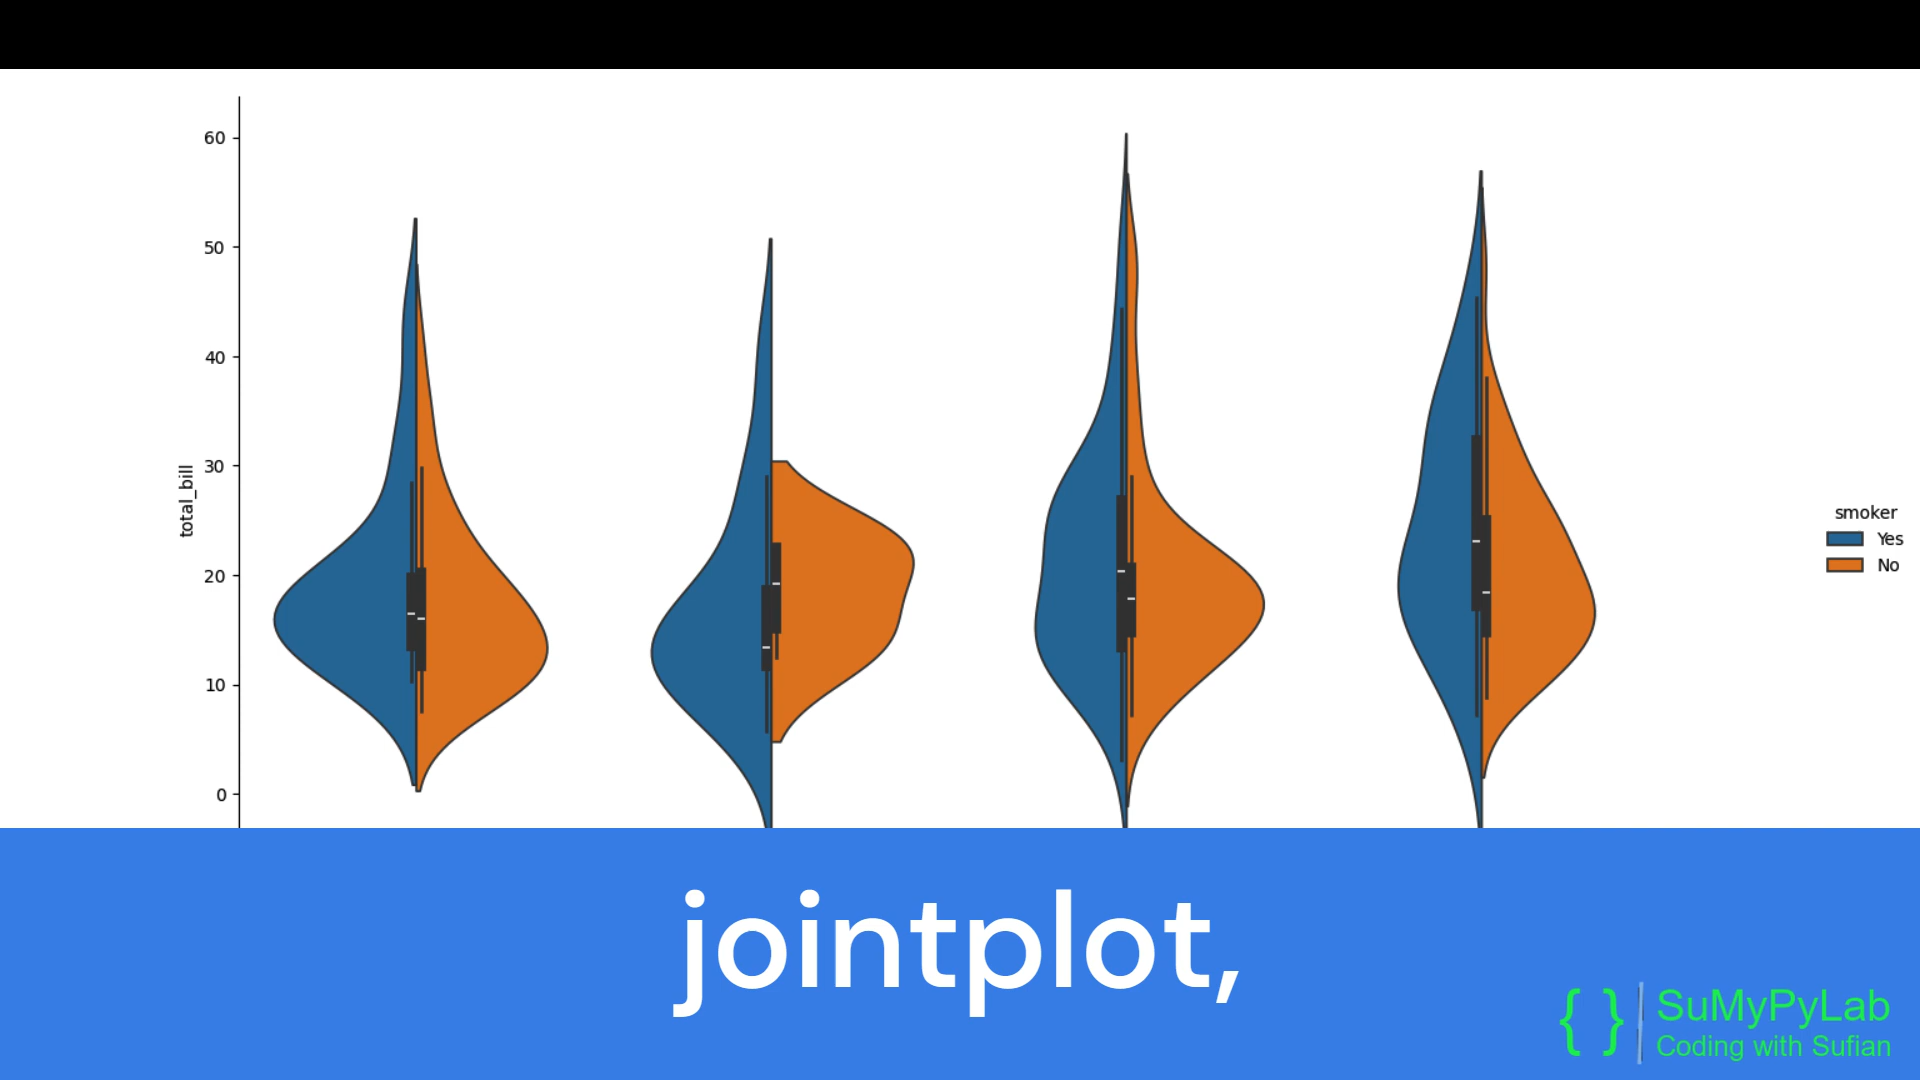 60
50
40
30
20
10
0
total_bill
smoker
Yes
No
jointplot,
{ } SuMyPyLab
Coding with Sufian